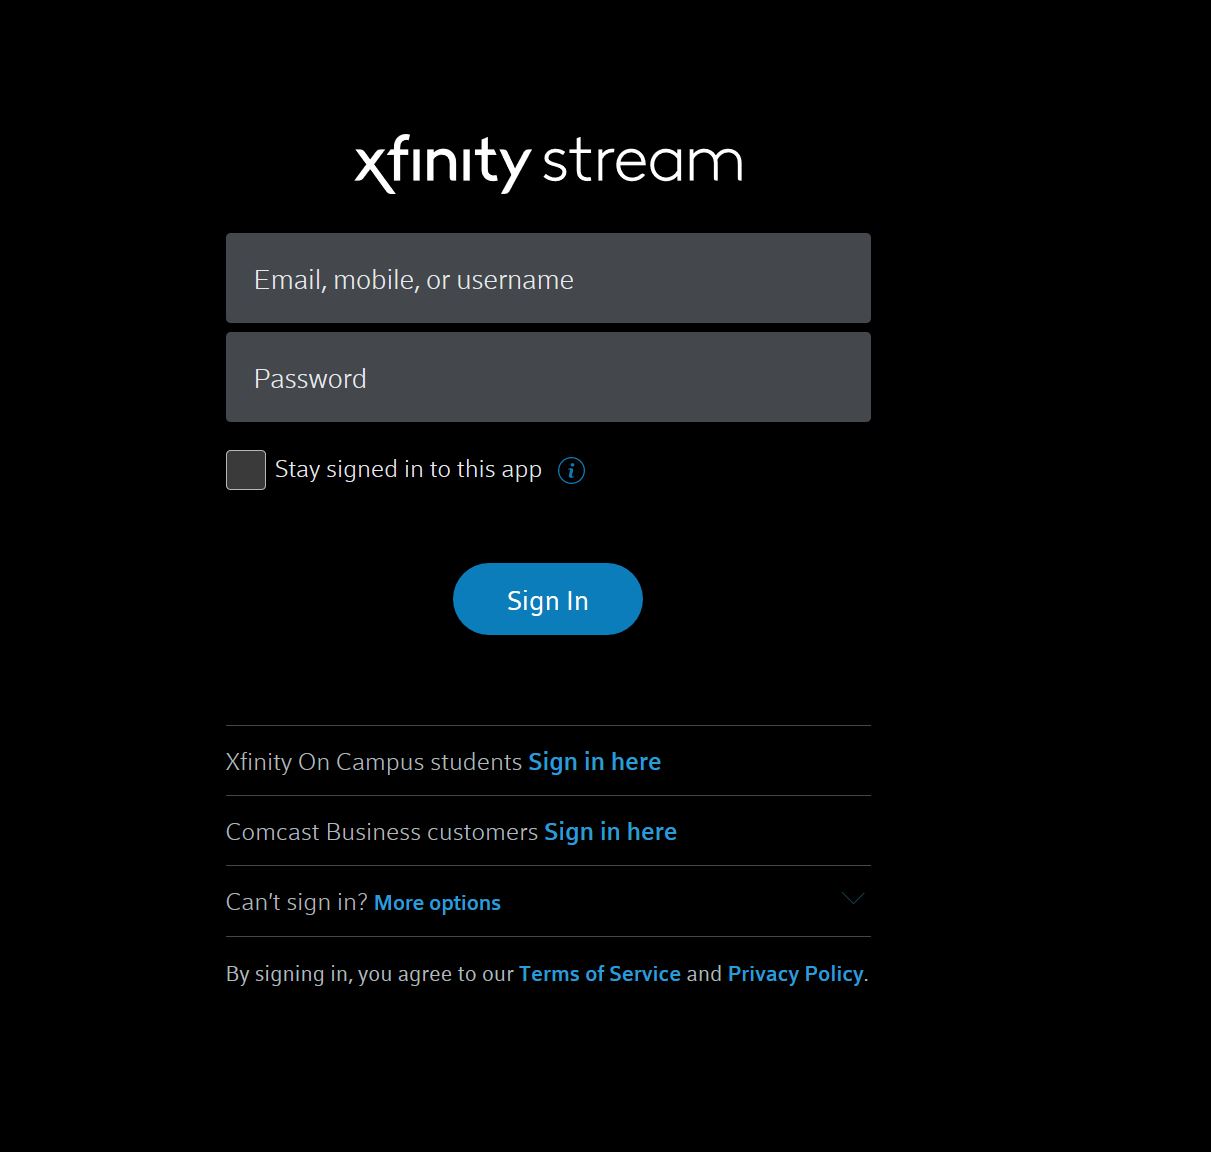 xfinity stream
Email, mobile, or username
Password
Stay signed in to this app i
Sign In
Xfinity On Campus students Sign in here
Comcast Business customers Sign in here
Can't sign in? More options
By signing in, you agree to our Terms of Service and Privacy Policy.